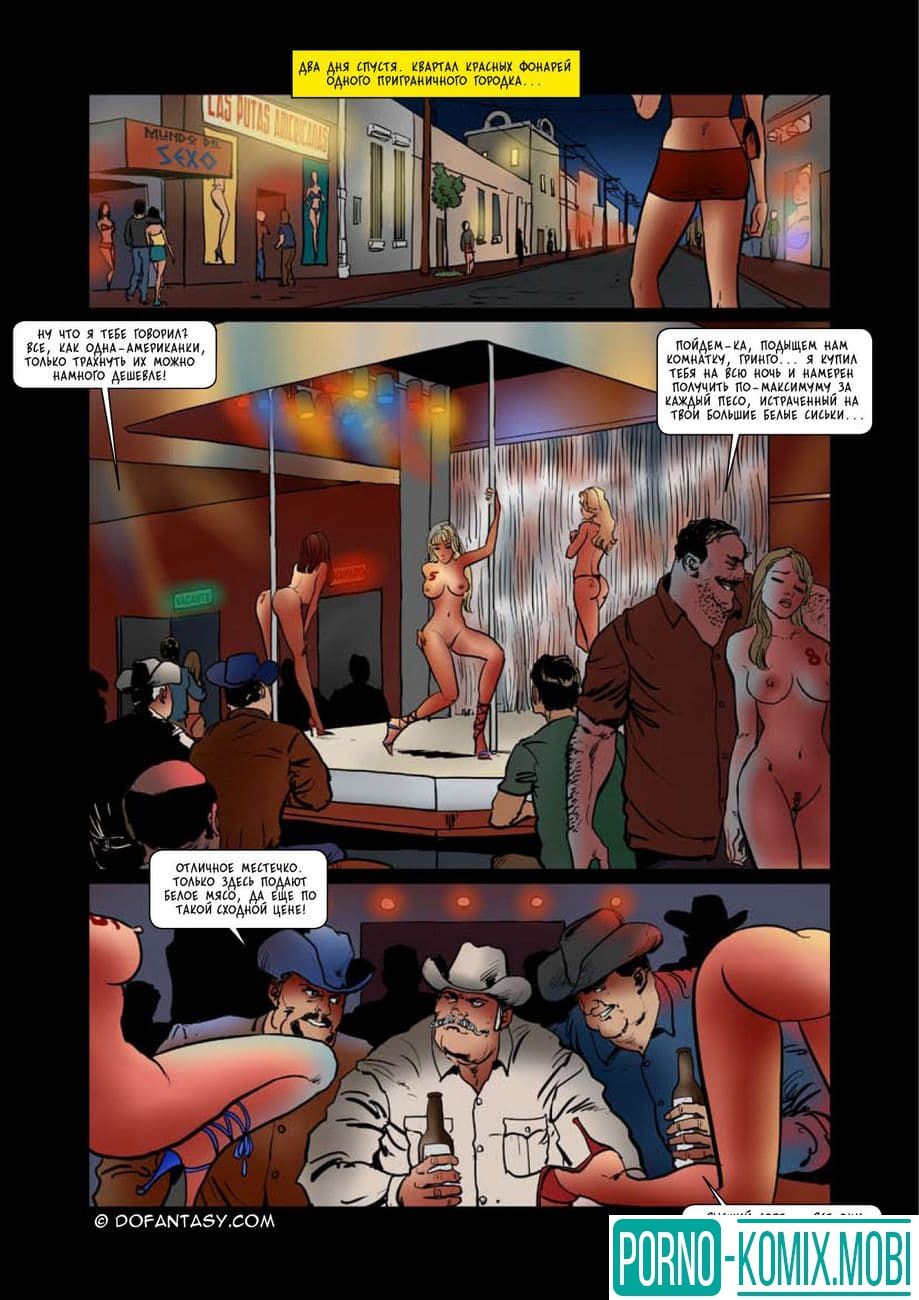 ДВА ДНЯ СПУСТЯ. КВАРТАЛ КРАСНЫХ ФОНАРЕЙ
ОДНОГО ПРИГРАНИЧНОГО ГОРОДКА...
LAS PUTAS AMERICANAS
MUNDO DEL
SEXO
НУ ЧТО Я ТЕБЕ ГОВОРИЛ?
ВСЕ, КАК ОДНА-АМЕРИКАНКИ,
ТОЛЬКО ТРАХНУТЬ ИХ МОЖНО
НАМНОГО ДЕШЕВЛЕ!
ПОЙДЕМ-КА, ПОДЫЩЕМ НАМ
КОМНАТКУ, ГРИНГО... Я КУПИЛ
ТЕБЯ НА ВСЮ НОЧЬ И НАМЕРЕН
ПОЛУЧИТЬ ПО-МАКСИМУМУ ЗА
КАЖДЫЙ ПЕСО, ИСТРАЧЕННЫЙ НА
ТВОИ БОЛЬШИЕ БЕЛЫЕ СИСЬКИ...
5
VACANTE
8
ОТЛИЧНОЕ МЕСТЕЧКО.
ТОЛЬКО ЗДЕСЬ ПОДАЮТ
БЕЛОЕ МЯСО, ДА ЕЩЕ ПО
ТАКОЙ СХОДНОЙ ЦЕНЕ!
© DOFANTASY.COM
PORNO-KOMIX.MOBI